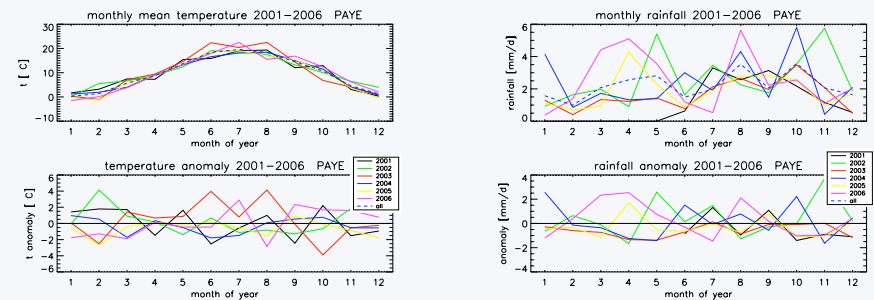 monthly mean temperature 2001-2006 PAYE
t [ C]
30
20
10
0
-10
1 2 3 4 5 6 7 8 9 10 11 12
month of year
monthly rainfall 2001-2006 PAYE
rainfall [mm/d]
6
4
2
0
1 2 3 4 5 6 7 8 9 10 11 12
month of year
temperature anomaly 2001-2006 PAYE
t anomaly [ C]
6
4
2
0
-2
-4
-6
1 2 3 4 5 6 7 8 9 10 11 12
month of year
2001
2002
2003
2004
2005
2006
all
rainfall anomaly 2001-2006 PAYE
anomaly [mm/d]
4
2
0
-2
-4
1 2 3 4 5 6 7 8 9 10 11 12
month of year
2001
2002
2003
2004
2005
2006
all